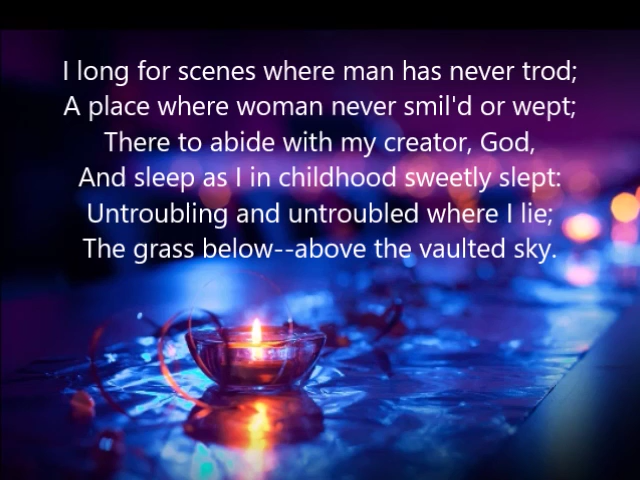 I long for scenes where man has never trod;
A place where woman never smil'd or wept;
There to abide with my creator, God,
And sleep as I in childhood sweetly slept:
Untroubling and untroubled where I lie;
The grass below--above the vaulted sky.